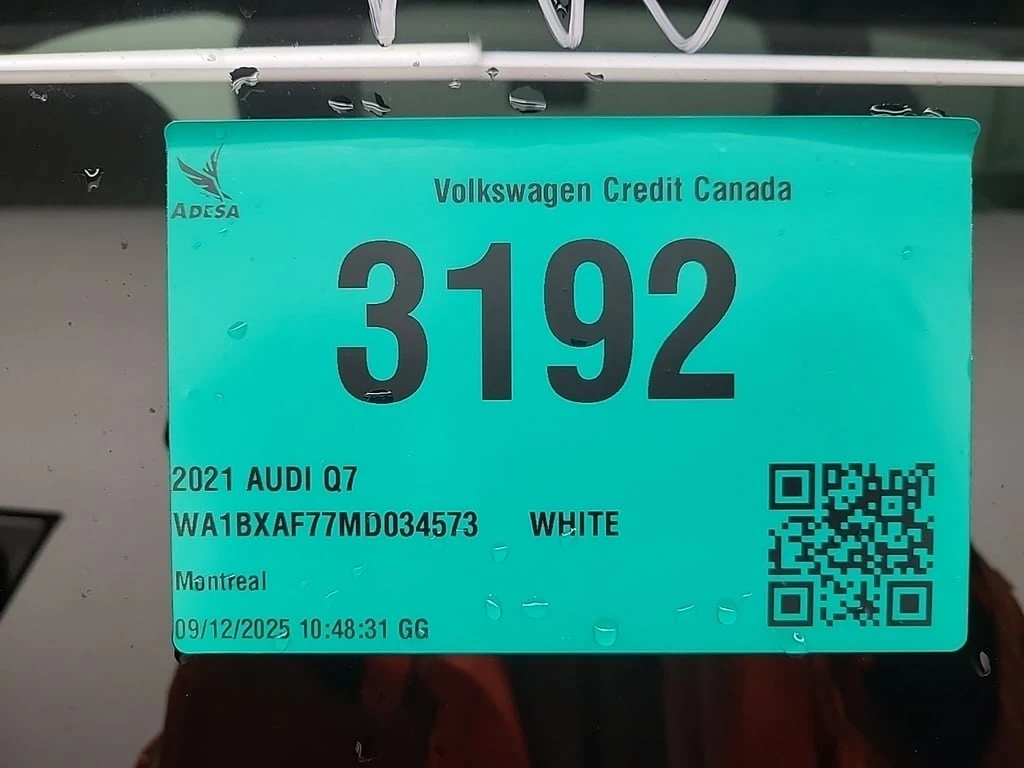 ADESA
Volkswagen Credit Canada
3192
2021 AUDI Q7
WA1BXAF77MD034573 WHITE
Montreal
09/12/2025 10:48:31 GG